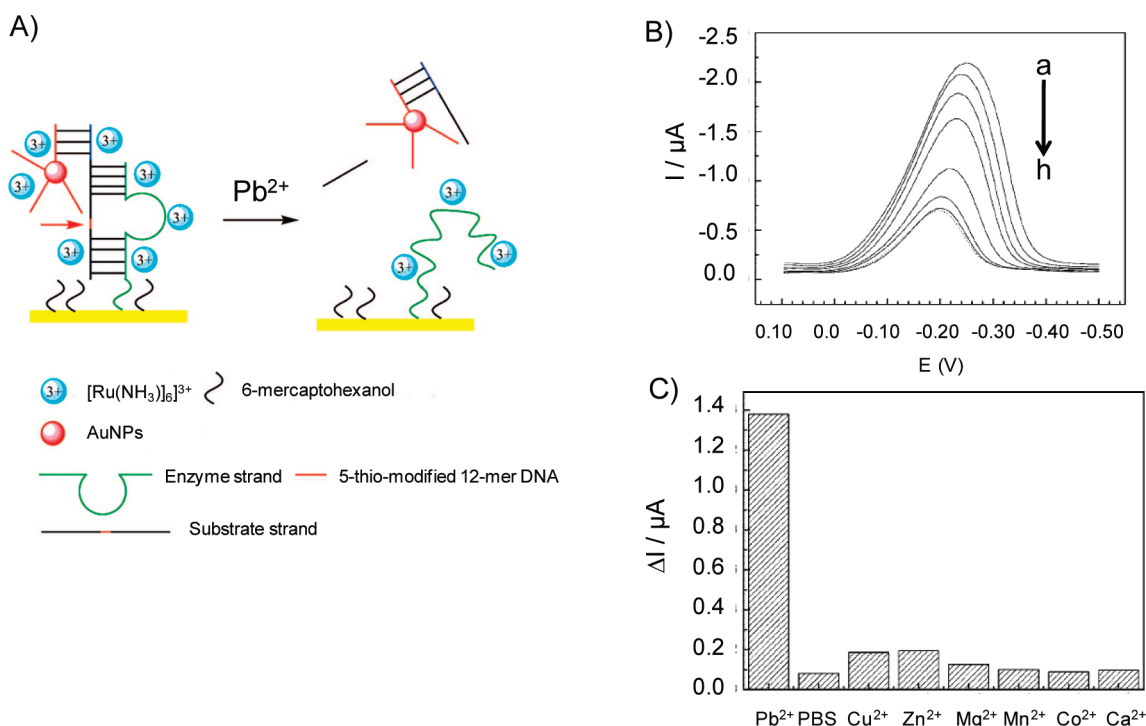 A)
3+
3+
3+
3+
3+
3+
3+
Pb²⁺
3+
3+
3+
3+
[Ru(NH₃)]₆]³⁺
6-mercaptohexanol
AuNPs
Enzyme strand
5-thio-modified 12-mer DNA
Substrate strand
B)
-2.5
-2.0
-1.5
-1.0
-0.5
0.0
I / μA
a
h
0.10 0.0 -0.10 -0.20 -0.30 -0.40 -0.50
E (V)
C)
1.4
1.2
1.0
0.8
0.6
0.4
0.2
0.0
ΔI / μA
Pb²⁺ PBS Cu²⁺ Zn²⁺ Mg²⁺ Mn²⁺ Co²⁺ Ca²⁺